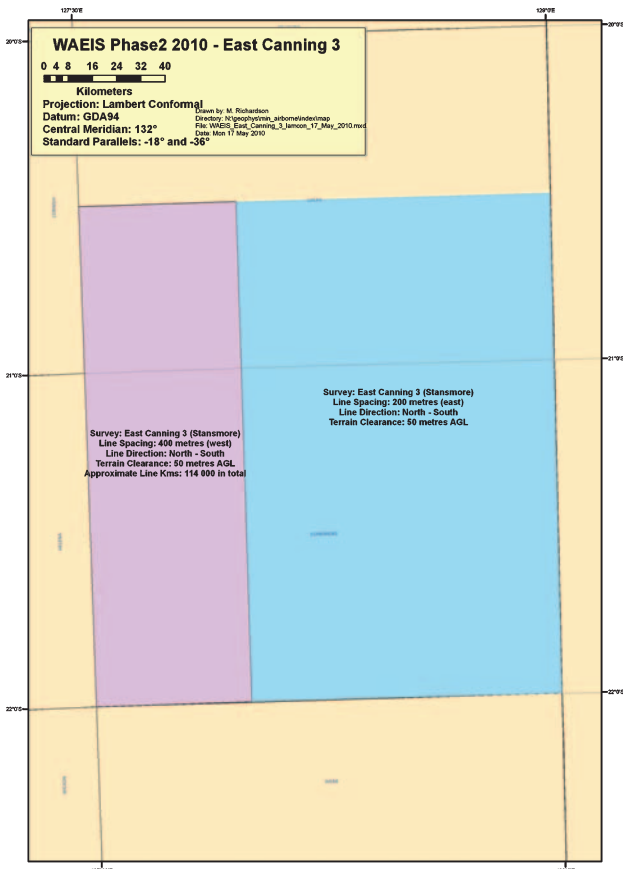 127°30'E
129°0'E
20°0'S
20°0'S
WAEIS Phase2 2010 - East Canning 3
0 4 8 16 24 32 40
Kilometers
Projection: Lambert Conformal
Datum: GDA94
Central Meridian: 132°
Standard Parallels: -18° and -36°
Drawn by: M. Richardson
Directory: N:\geophys\min_airborne\index\map
File: WAEIS_East_Canning_3_lamcon_17_May_2010.mxd
Date: Mon 17 May 2010
21°0'S
21°0'S
Survey: East Canning 3 (Stansmore)
Line Spacing: 200 metres (east)
Line Direction: North - South
Terrain Clearance: 50 metres AGL
Survey: East Canning 3 (Stansmore)
Line Spacing: 400 metres (west)
Line Direction: North - South
Terrain Clearance: 50 metres AGL
Approximate Line Kms: 114 000 in total
22°0'S
22°0'S